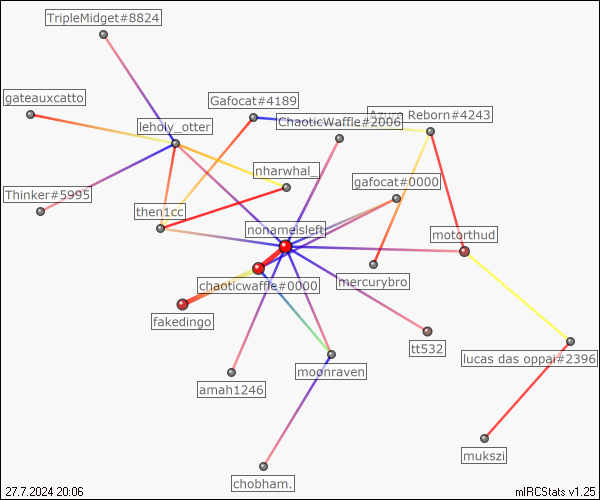 TripleMidget#8824
gateauxcatto
Gafocat#4189
Azura Reborn#4243
leholy_otter
ChaoticWaffle#2006
nharwhal_
gafocat#0000
Thinker#5995
then1cc
nonameisleft
motorthud
chaoticwaffle#0000
mercurybro
fakedingo
tt532
lucas das oppai#2396
moonraven
amah1246
mukszi
chobham.
27.7.2024 20:06
mIRCStats v1.25